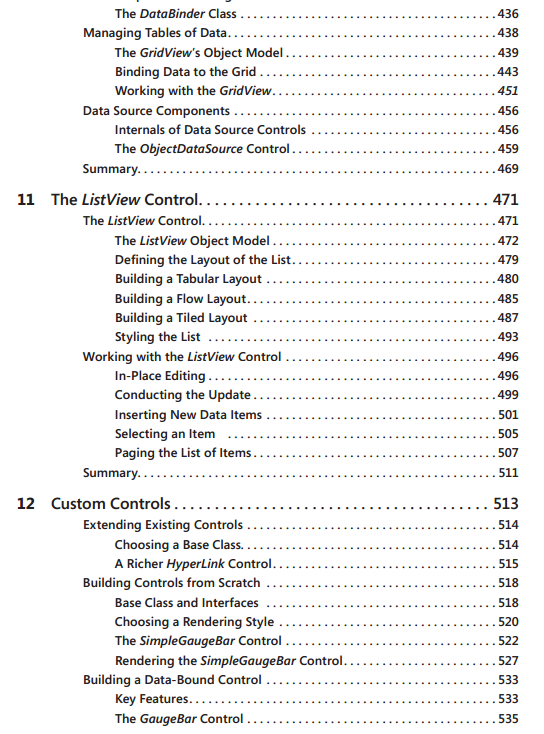 The DataBinder Class . . . . . . . . . . . . . . . . . . . . . . . . . . . . . . . . . . . . 436
Managing Tables of Data. . . . . . . . . . . . . . . . . . . . . . . . . . . . . . . . . . . . . 438
The GridView's Object Model . . . . . . . . . . . . . . . . . . . . . . . . . . . . . 439
Binding Data to the Grid . . . . . . . . . . . . . . . . . . . . . . . . . . . . . . . . . 443
Working with the GridView. . . . . . . . . . . . . . . . . . . . . . . . . . . . . . . 451
Data Source Components . . . . . . . . . . . . . . . . . . . . . . . . . . . . . . . . . . . . 456
Internals of Data Source Controls . . . . . . . . . . . . . . . . . . . . . . . . . 456
The ObjectDataSource Control . . . . . . . . . . . . . . . . . . . . . . . . . . . . 459
Summary. . . . . . . . . . . . . . . . . . . . . . . . . . . . . . . . . . . . . . . . . . . . . . . . . 469
11 The ListView Control. . . . . . . . . . . . . . . . . . . . . . . . . . . . . . . . . . . 471
The ListView Control. . . . . . . . . . . . . . . . . . . . . . . . . . . . . . . . . . . . . . . . 471
The ListView Object Model . . . . . . . . . . . . . . . . . . . . . . . . . . . . . . . 472
Defining the Layout of the List. . . . . . . . . . . . . . . . . . . . . . . . . . . . 479
Building a Tabular Layout . . . . . . . . . . . . . . . . . . . . . . . . . . . . . . . . 480
Building a Flow Layout. . . . . . . . . . . . . . . . . . . . . . . . . . . . . . . . . . . 485
Building a Tiled Layout . . . . . . . . . . . . . . . . . . . . . . . . . . . . . . . . . . 487
Styling the List . . . . . . . . . . . . . . . . . . . . . . . . . . . . . . . . . . . . . . . . 493
Working with the ListView Control . . . . . . . . . . . . . . . . . . . . . . . . . . . . . 496
In-Place Editing . . . . . . . . . . . . . . . . . . . . . . . . . . . . . . . . . . . . . . . . 496
Conducting the Update . . . . . . . . . . . . . . . . . . . . . . . . . . . . . . . . . . 499
Inserting New Data Items . . . . . . . . . . . . . . . . . . . . . . . . . . . . . . . . 501
Selecting an Item . . . . . . . . . . . . . . . . . . . . . . . . . . . . . . . . . . . . . . 505
Paging the List of Items . . . . . . . . . . . . . . . . . . . . . . . . . . . . . . . . . . 507
Summary. . . . . . . . . . . . . . . . . . . . . . . . . . . . . . . . . . . . . . . . . . . . . . . . . 511
12 Custom Controls . . . . . . . . . . . . . . . . . . . . . . . . . . . . . . . . . . . . . . . 513
Extending Existing Controls . . . . . . . . . . . . . . . . . . . . . . . . . . . . . . . . . . 514
Choosing a Base Class. . . . . . . . . . . . . . . . . . . . . . . . . . . . . . . . . . . . 514
A Richer HyperLink Control. . . . . . . . . . . . . . . . . . . . . . . . . . . . . . . 515
Building Controls from Scratch . . . . . . . . . . . . . . . . . . . . . . . . . . . . . . . . 518
Base Class and Interfaces . . . . . . . . . . . . . . . . . . . . . . . . . . . . . . . . . 518
Choosing a Rendering Style . . . . . . . . . . . . . . . . . . . . . . . . . . . . . . . 520
The SimpleGaugeBar Control . . . . . . . . . . . . . . . . . . . . . . . . . . . . . . 522
Rendering the SimpleGaugeBar Control . . . . . . . . . . . . . . . . . . . . . 527
Building a Data-Bound Control . . . . . . . . . . . . . . . . . . . . . . . . . . . . . . . . 533
Key Features. . . . . . . . . . . . . . . . . . . . . . . . . . . . . . . . . . . . . . . . . . . 533
The GaugeBar Control . . . . . . . . . . . . . . . . . . . . . . . . . . . . . . . . . . . 535